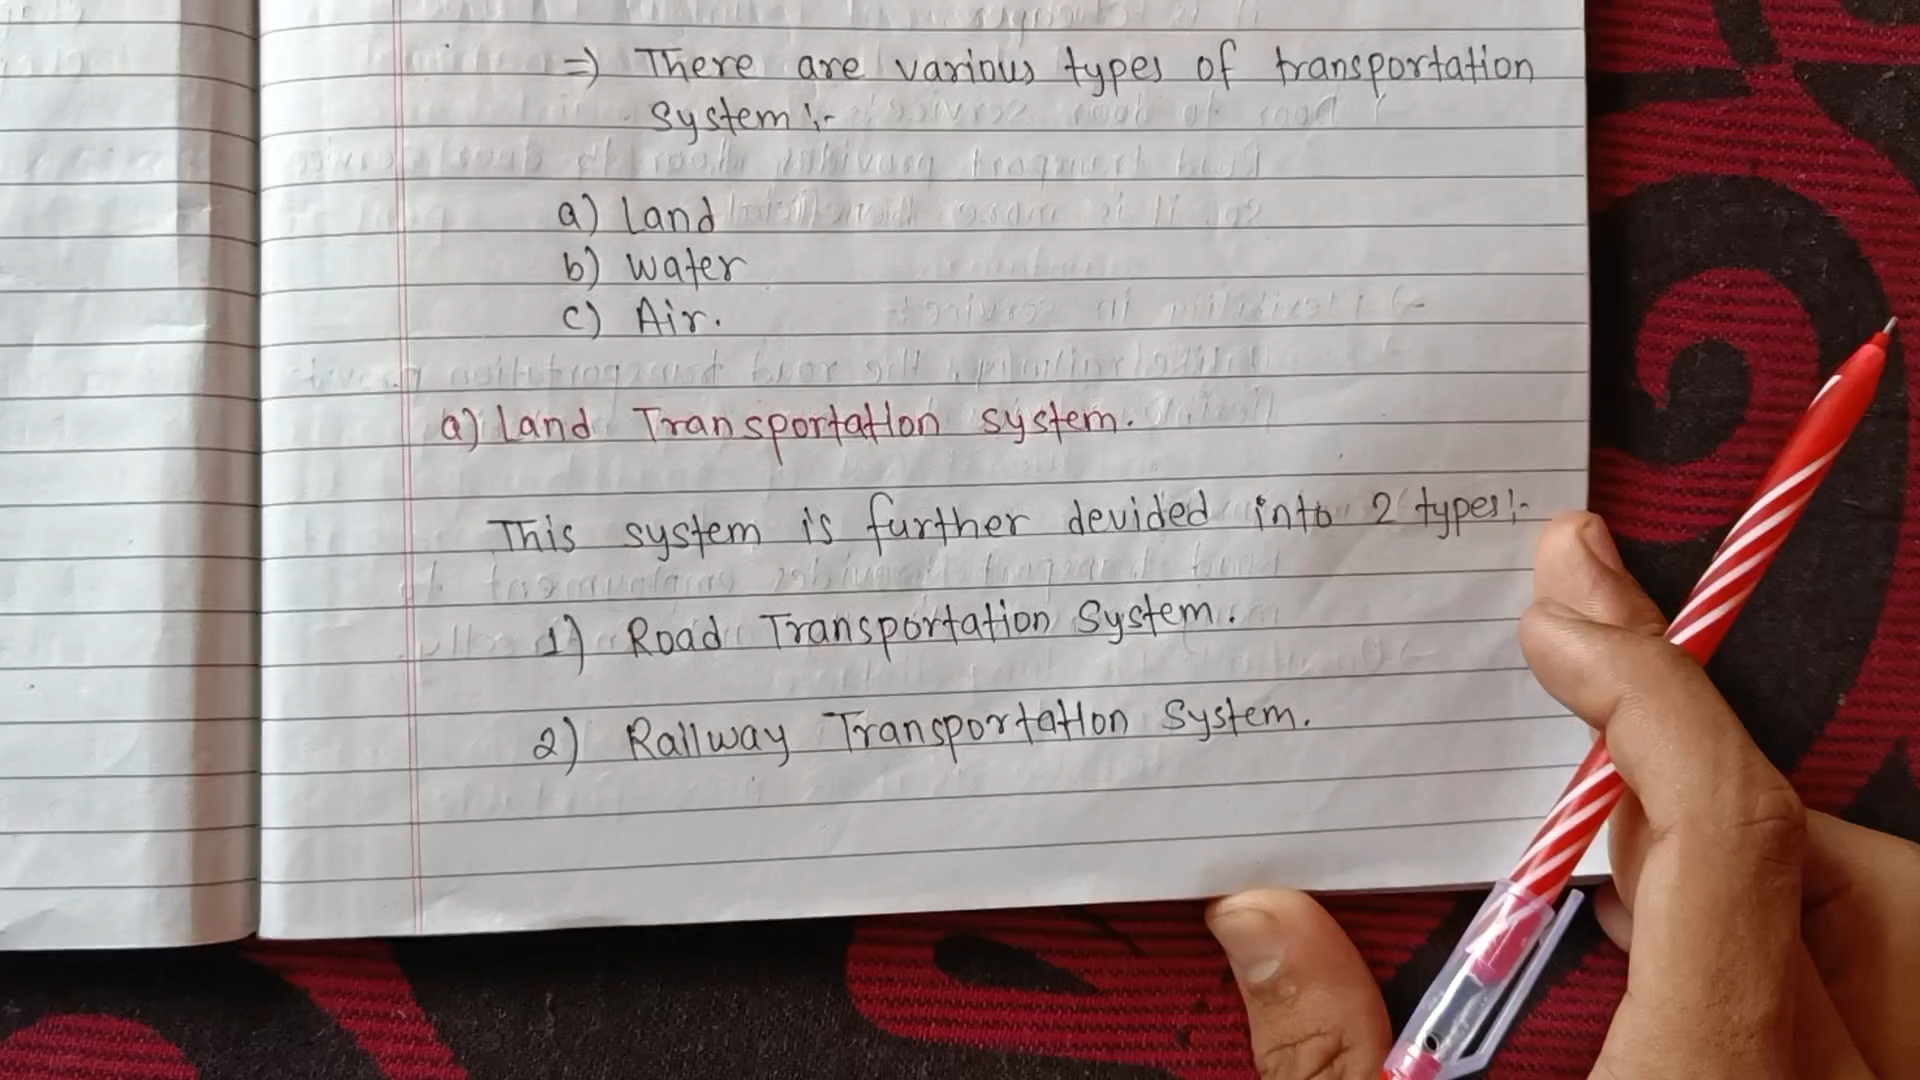 =) There are various types of transportation
system :-
a) Land
b) water
c) Air.
a) Land Transportation system.
This system is further devided into 2 types :-
1) Road Transportation System.
2) Railway Transportation System.